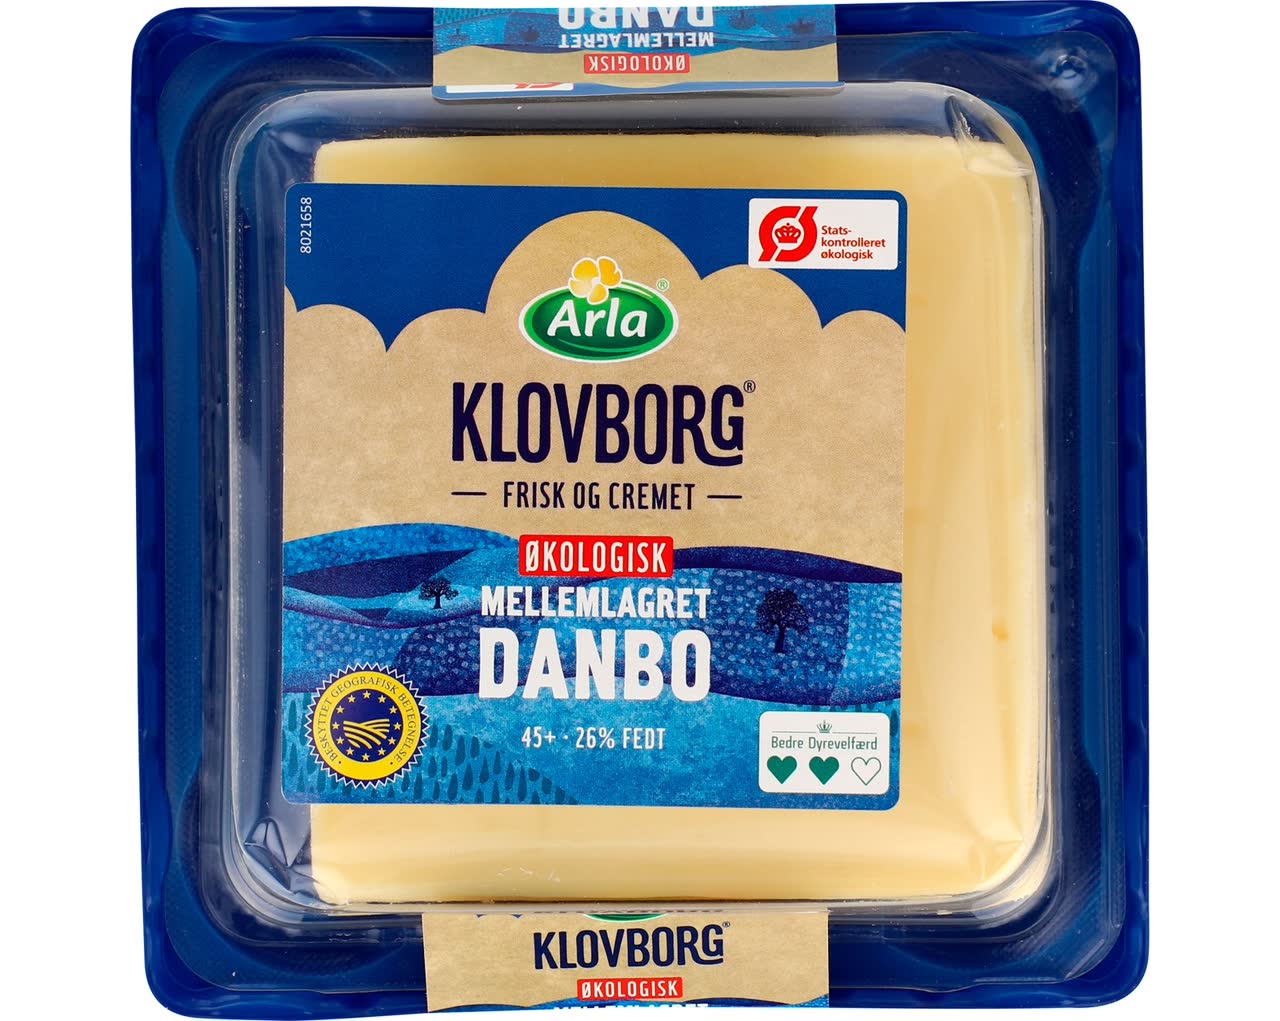 DANBO
MELLEMLAGRET
ØKOLOGISK
8021658
Stats-
kontrolleret
økologisk
Arla®
KLOVBORG®
FRISK OG CREMET
ØKOLOGISK
MELLEMLAGRET
DANBO
45+ · 26% FEDT
BESKYTTET GEOGRAFISK BETEGNELSE
Bedre Dyrevelfærd
KLOVBORG®
ØKOLOGISK
MELLEMLAGRET